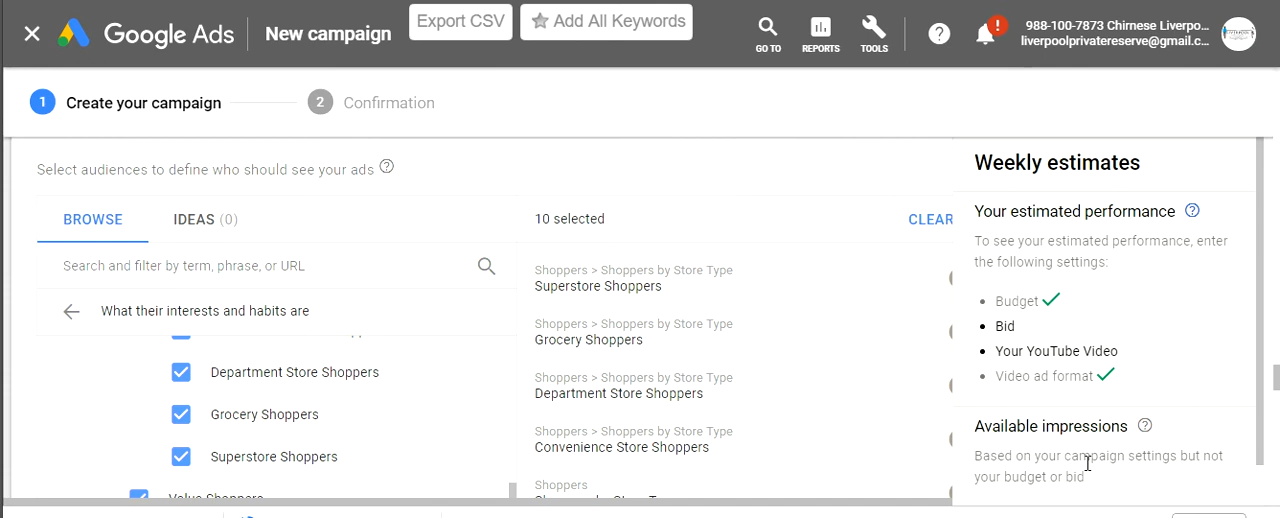 Export CSV
Add All Keywords
Google Ads
New campaign
GO TO
REPORTS
TOOLS
988-100-7873 Chirnese Liverpo...
liverpoolprivatereserve@gmail.c...
1 Create your campaign
2 Confirmation
Select audiences to define who should see your ads
BROWSE
IDEAS (0)
10 selected
CLEAR
Search and filter by term, phrase, or URL
What their interests and habits are
Department Store Shoppers
Grocery Shoppers
Superstore Shoppers
Value Shoppers
Shoppers > Shoppers by Store Type
Superstore Shoppers
Shoppers > Shoppers by Store Type
Grocery Shoppers
Shoppers > Shoppers by Store Type
Department Store Shoppers
Shoppers > Shoppers by Store Type
Convenience Store Shoppers
Shoppers
Weekly estimates
Your estimated performance
To see your estimated performance, enter
the following settings:
Budget
Bid
Your YouTube Video
Video ad format
Available impressions
Based on your campaign settings but not
your budget or bid